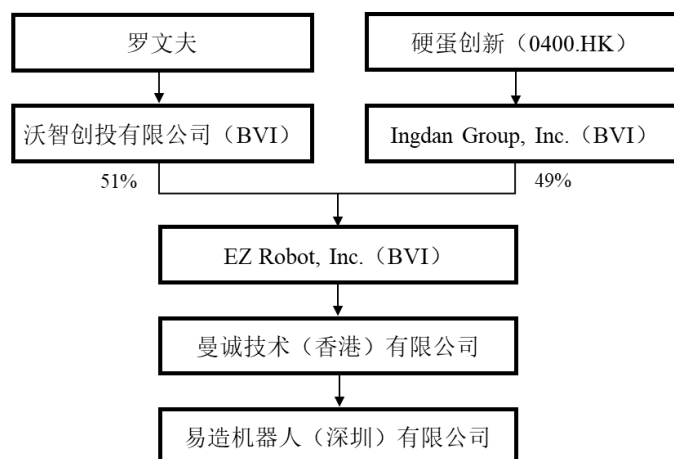 罗文夫
硬蛋创新（0400.HK）
沃智创投有限公司（BVI）
Ingdan Group, Inc.（BVI）
51%
49%
EZ Robot, Inc.（BVI）
曼诚技术（香港）有限公司
易造机器人（深圳）有限公司